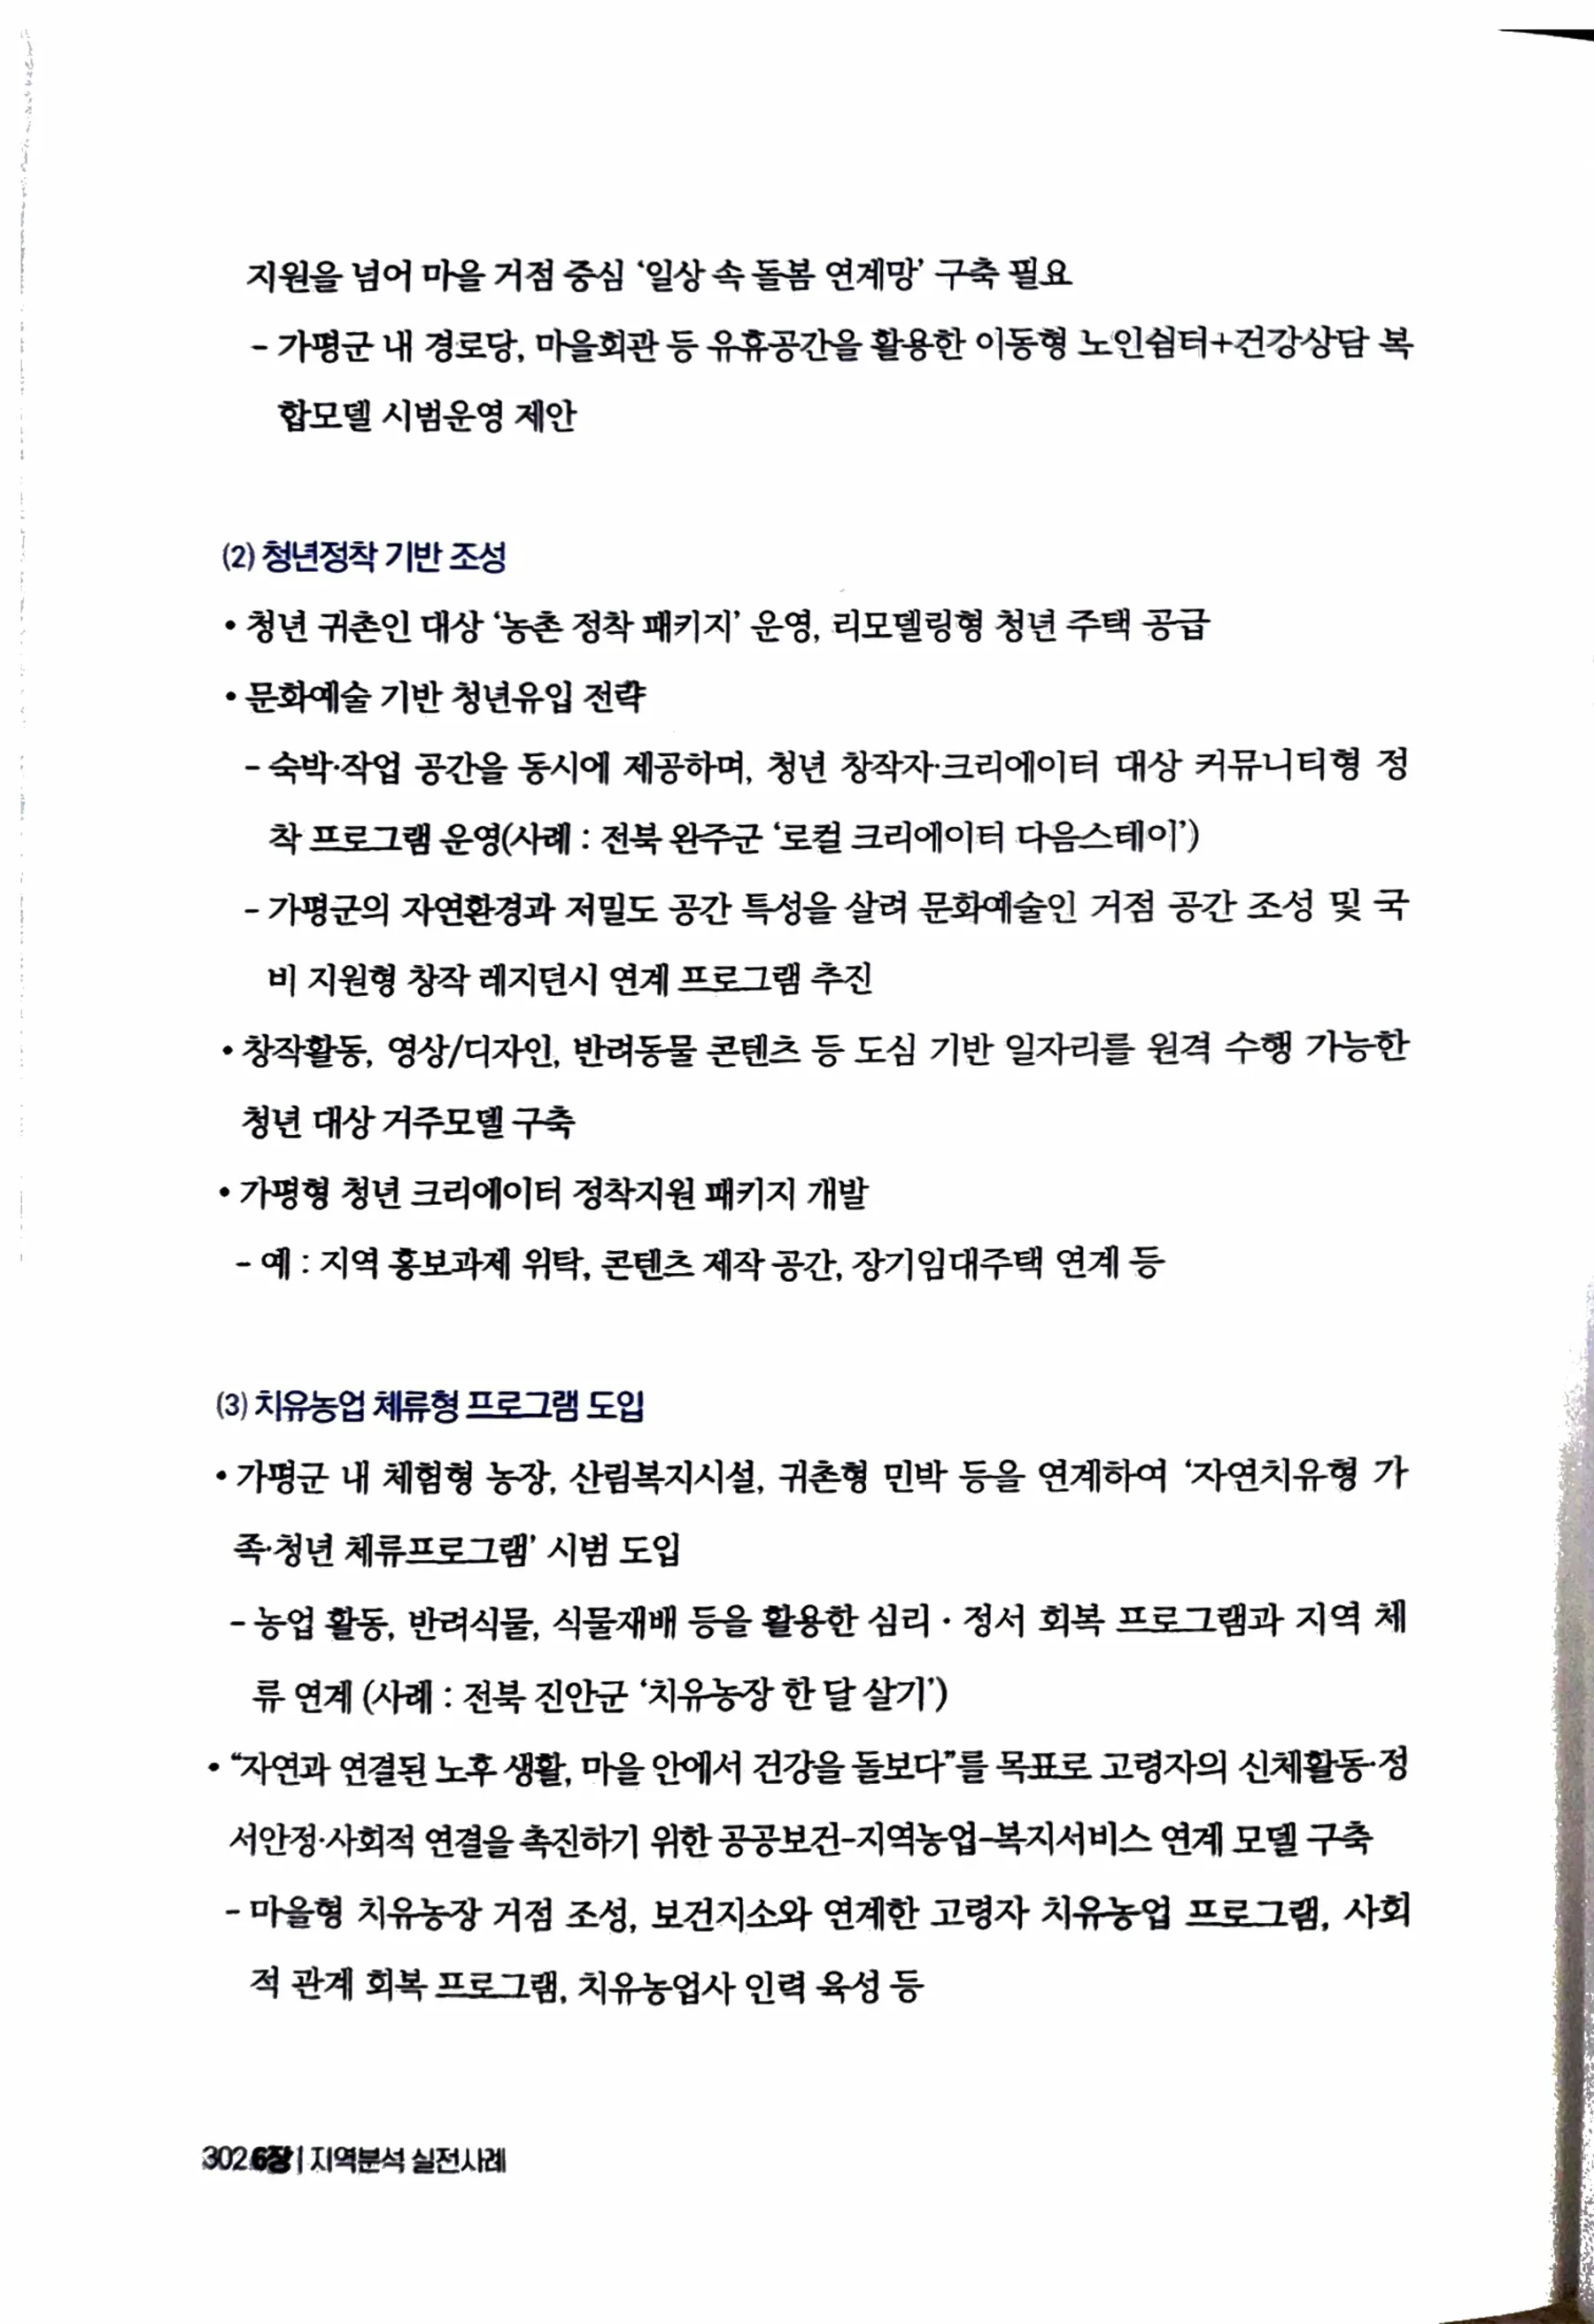 지원을 넘어 마을 거점 중심 ‘일상 속 돌봄 연계망’ 구축 필요
- 가평군 내 경로당, 마을회관 등 유휴공간을 활용한 이동형 노인쉼터+건강상담 복
합모델 시범운영 제안
(2) 청년정착 기반 조성
• 청년 귀촌인 대상 ‘농촌 정착 패키지’ 운영, 리모델링형 청년 주택 공급
• 문화예술 기반 청년유입 전략
- 숙박·작업 공간을 동시에 제공하며, 청년 창작자·크리에이터 대상 커뮤니티형 정
착 프로그램 운영(사례 : 전북 완주군 ‘로컬 크리에이터 다음스테이’)
- 가평군의 자연환경과 저밀도 공간 특성을 살려 문화예술인 거점 공간 조성 및 국
비 지원형 창작 레지던시 연계 프로그램 추진
• 창작활동, 영상/디자인, 반려동물 콘텐츠 등 도심 기반 일자리를 원격 수행 가능한
청년 대상 거주모델 구축
• 가평형 청년 크리에이터 정착지원 패키지 개발
- 예 : 지역 홍보과제 위탁, 콘텐츠 제작 공간, 장기임대주택 연계 등
(3) 치유농업 체류형 프로그램 도입
• 가평군 내 체험형 농장, 산림복지시설, 귀촌형 민박 등을 연계하여 ‘자연치유형 가
족·청년 체류프로그램’ 시범 도입
- 농업 활동, 반려식물, 식물재배 등을 활용한 심리 · 정서 회복 프로그램과 지역 체
류 연계 (사례 : 전북 진안군 ‘치유농장 한 달 살기’)
• “자연과 연결된 노후 생활, 마을 안에서 건강을 돌보다”를 목표로 고령자의 신체활동·정
서안정·사회적 연결을 촉진하기 위한 공공보건-지역농업-복지서비스 연계 모델 구축
- 마을형 치유농장 거점 조성, 보건지소와 연계한 고령자 치유농업 프로그램, 사회
적 관계 회복 프로그램, 치유농업사 인력 육성 등
302 6장 | 지역분석 실전사례